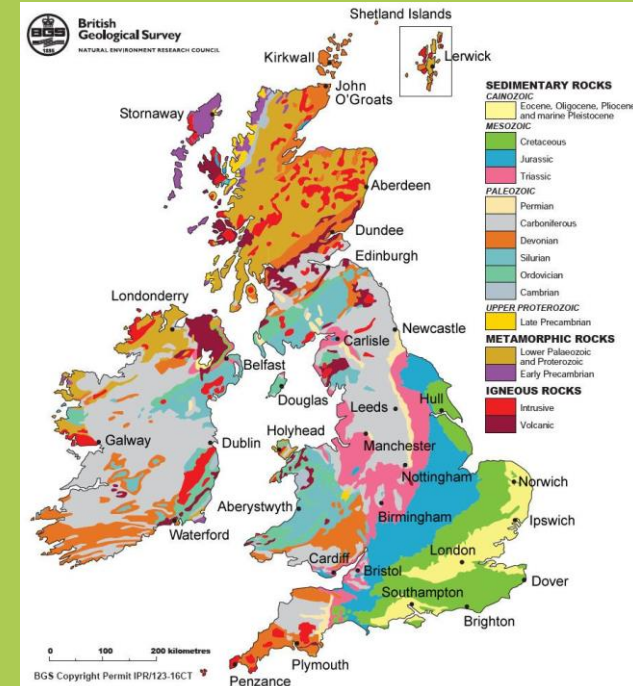 British
Geological Survey
NATURAL ENVIRONMENT RESEARCH COUNCIL
BGS
1835
Shetland Islands
Kirkwall
Lerwick
John
O'Groats
Stornaway
Aberdeen
Dundee
Edinburgh
Londonderry
Newcastle
Carlisle
Belfast
Douglas
Hull
Leeds
Holyhead
Galway
Dublin
Manchester
Nottingham
Norwich
Aberystwyth
Birmingham
Ipswich
Waterford
London
Cardiff
Bristol
Dover
Southampton
Brighton
Plymouth
Penzance
SEDIMENTARY ROCKS
CAINOZOIC
Eocene, Oligocene, Pliocene
and marine Pleistocene
MESOZOIC
Cretaceous
Jurassic
Triassic
PALEOZOIC
Permian
Carboniferous
Devonian
Silurian
Ordovician
Cambrian
UPPER PROTEROZOIC
Late Precambrian
METAMORPHIC ROCKS
Lower Palaeozoic
and Proterozoic
Early Precambrian
IGNEOUS ROCKS
Intrusive
Volcanic
0 100 200 kilometres
BGS Copyright Permit IPR/123-16CT